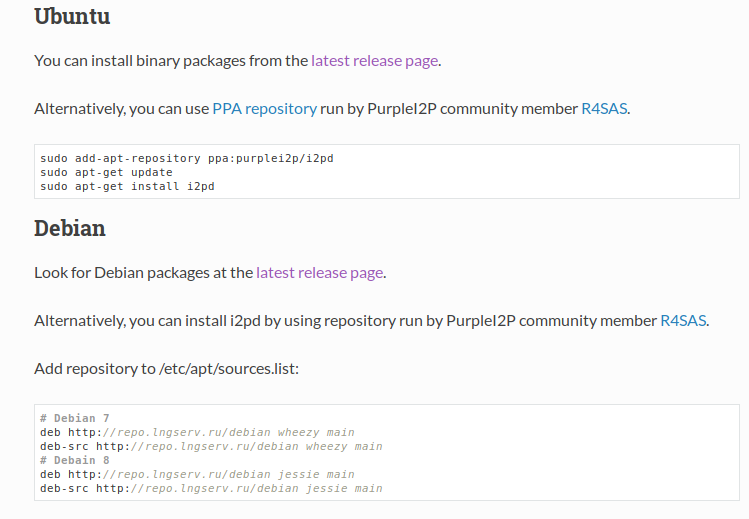 Ubuntu
You can install binary packages from the latest release page.
Alternatively, you can use PPA repository run by PurpleI2P community member R4SAS.
sudo add-apt-repository ppa:purplei2p/i2pd
sudo apt-get update
sudo apt-get install i2pd
Debian
Look for Debian packages at the latest release page.
Alternatively, you can install i2pd by using repository run by PurpleI2P community member R4SAS.
Add repository to /etc/apt/sources.list:
# Debian 7
deb http://repo.lngserv.ru/debian wheezy main
deb-src http://repo.lngserv.ru/debian wheezy main
# Debain 8
deb http://repo.lngserv.ru/debian jessie main
deb-src http://repo.lngserv.ru/debian jessie main